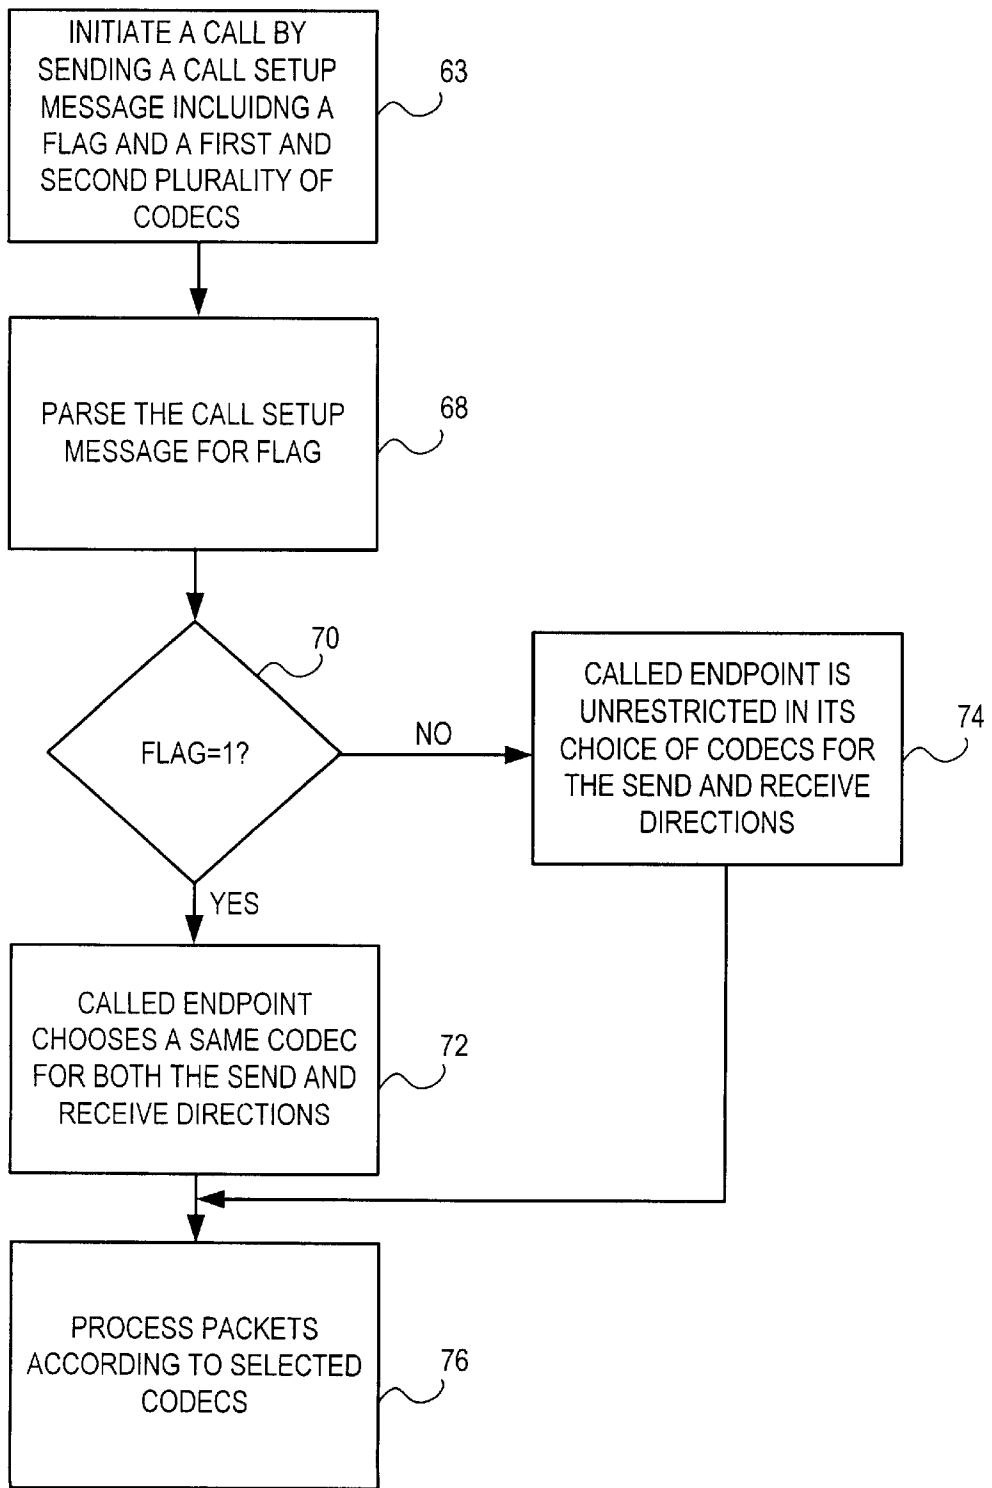 INITIATE A CALL BY
SENDING A CALL SETUP
MESSAGE INCLUIDNG A
FLAG AND A FIRST AND
SECOND PLURALITY OF
CODECS
63
PARSE THE CALL SETUP
MESSAGE FOR FLAG
68
FLAG=1?
70
NO
CALLED ENDPOINT IS
UNRESTRICTED IN ITS
CHOICE OF CODECS FOR
THE SEND AND RECEIVE
DIRECTIONS
74
YES
CALLED ENDPOINT
CHOOSES A SAME CODEC
FOR BOTH THE SEND AND
RECEIVE DIRECTIONS
72
PROCESS PACKETS
ACCORDING TO SELECTED
CODECS
76